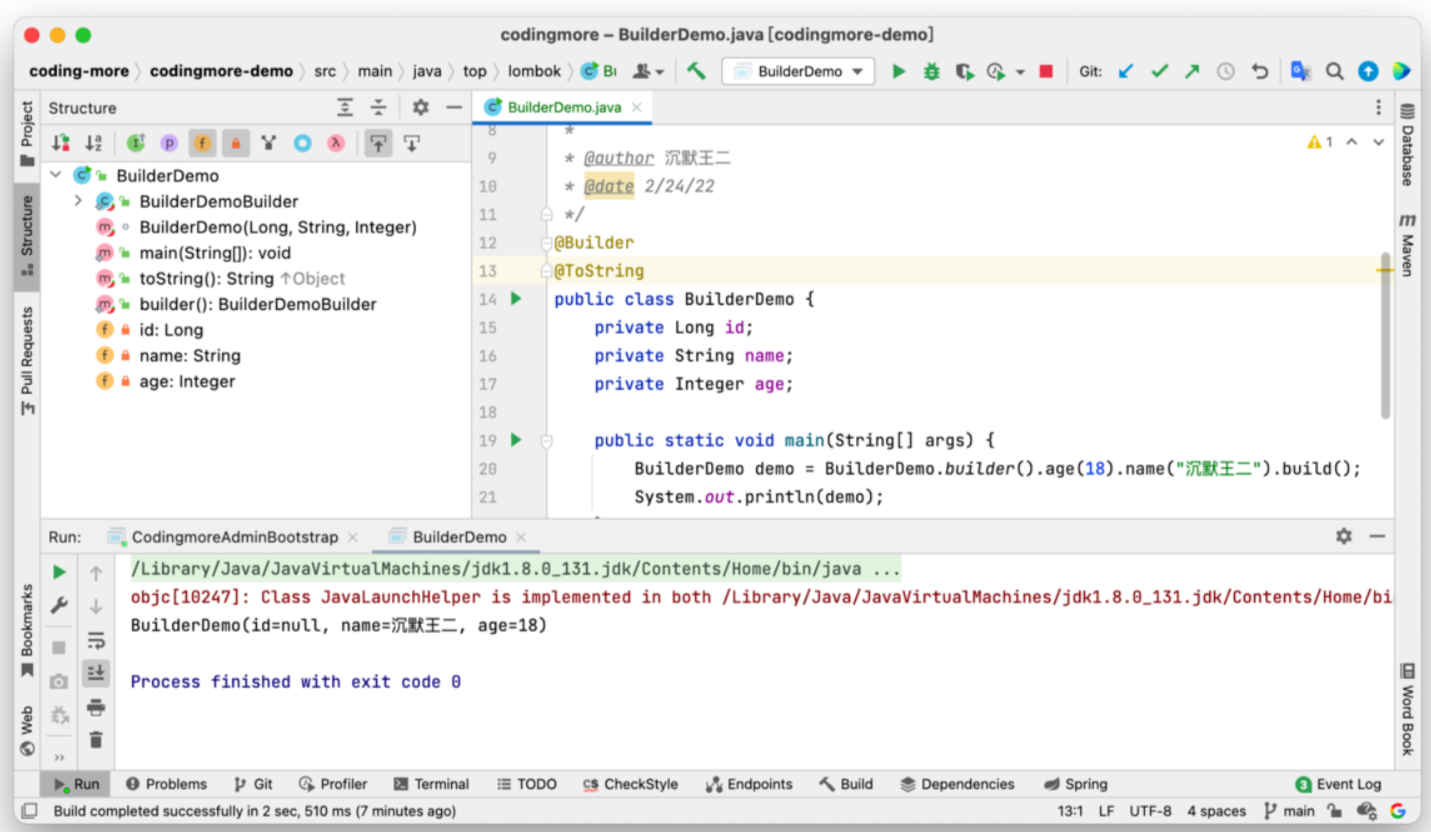 codingmore – BuilderDemo.java [codingmore-demo]
coding-more codingmore-demo src main java top lombok BuilderDemo Git:
Project
Structure
Pull Requests
Bookmarks
Web
Structure
BuilderDemo
BuilderDemoBuilder
BuilderDemo(Long, String, Integer)
main(String[]): void
toString(): String ↑Object
builder(): BuilderDemoBuilder
id: Long
name: String
age: Integer
BuilderDemo.java
1
8 *
9 * @author 沉默王二
10 * @date 2/24/22
11 */
12 @Builder
13 @ToString
14 public class BuilderDemo {
15 private Long id;
16 private String name;
17 private Integer age;
18
19 public static void main(String[] args) {
20 BuilderDemo demo = BuilderDemo.builder().age(18).name("沉默王二").build();
21 System.out.println(demo);
Database
Maven
Word Book
Run: CodingmoreAdminBootstrap BuilderDemo
/Library/Java/JavaVirtualMachines/jdk1.8.0_131.jdk/Contents/Home/bin/java ...
objc[10247]: Class JavaLaunchHelper is implemented in both /Library/Java/JavaVirtualMachines/jdk1.8.0_131.jdk/Contents/Home/bi
BuilderDemo(id=null, name=沉默王二, age=18)
Process finished with exit code 0
Run Problems Git Profiler Terminal TODO CheckStyle Endpoints Build Dependencies Spring 3 Event Log
Build completed successfully in 2 sec, 510 ms (7 minutes ago) 13:1 LF UTF-8 4 spaces main